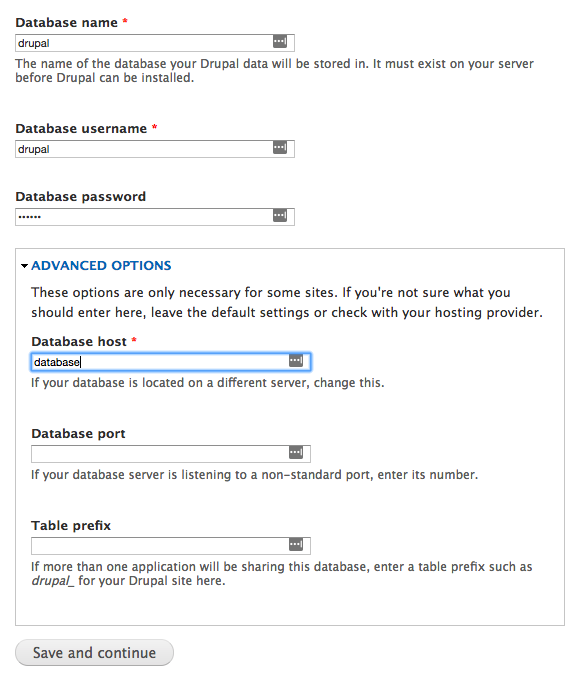 Database name *
drupal
The name of the database your Drupal data will be stored in. It must exist on your server
before Drupal can be installed.
Database username *
drupal
Database password
••••••
ADVANCED OPTIONS
These options are only necessary for some sites. If you're not sure what you
should enter here, leave the default settings or check with your hosting provider.
Database host *
database
If your database is located on a different server, change this.
Database port
If your database server is listening to a non-standard port, enter its number.
Table prefix
If more than one application will be sharing this database, enter a table prefix such as
drupal_ for your Drupal site here.
Save and continue